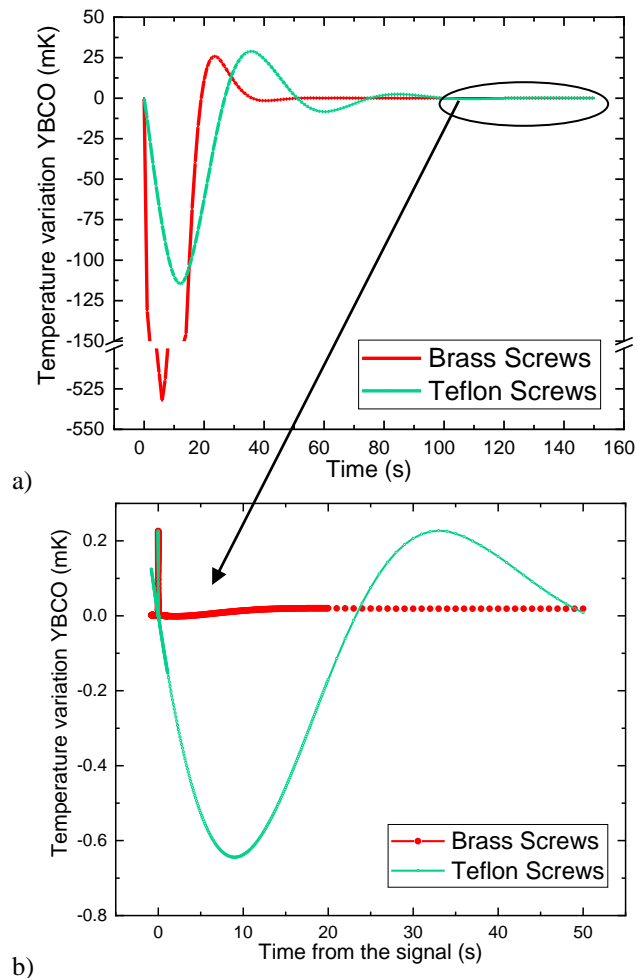 50
25
0
-25
-50
-75
-100
-125
-150
-525
-550
Temperature variation YBCO (mK)
Brass Screws
Teflon Screws
0 20 40 60 80 100 120 140 160
Time (s)
a)
0.2
0.0
-0.2
-0.4
-0.6
-0.8
Temperature variation YBCO (mK)
Brass Screws
Teflon Screws
0 10 20 30 40 50
Time from the signal (s)
b)